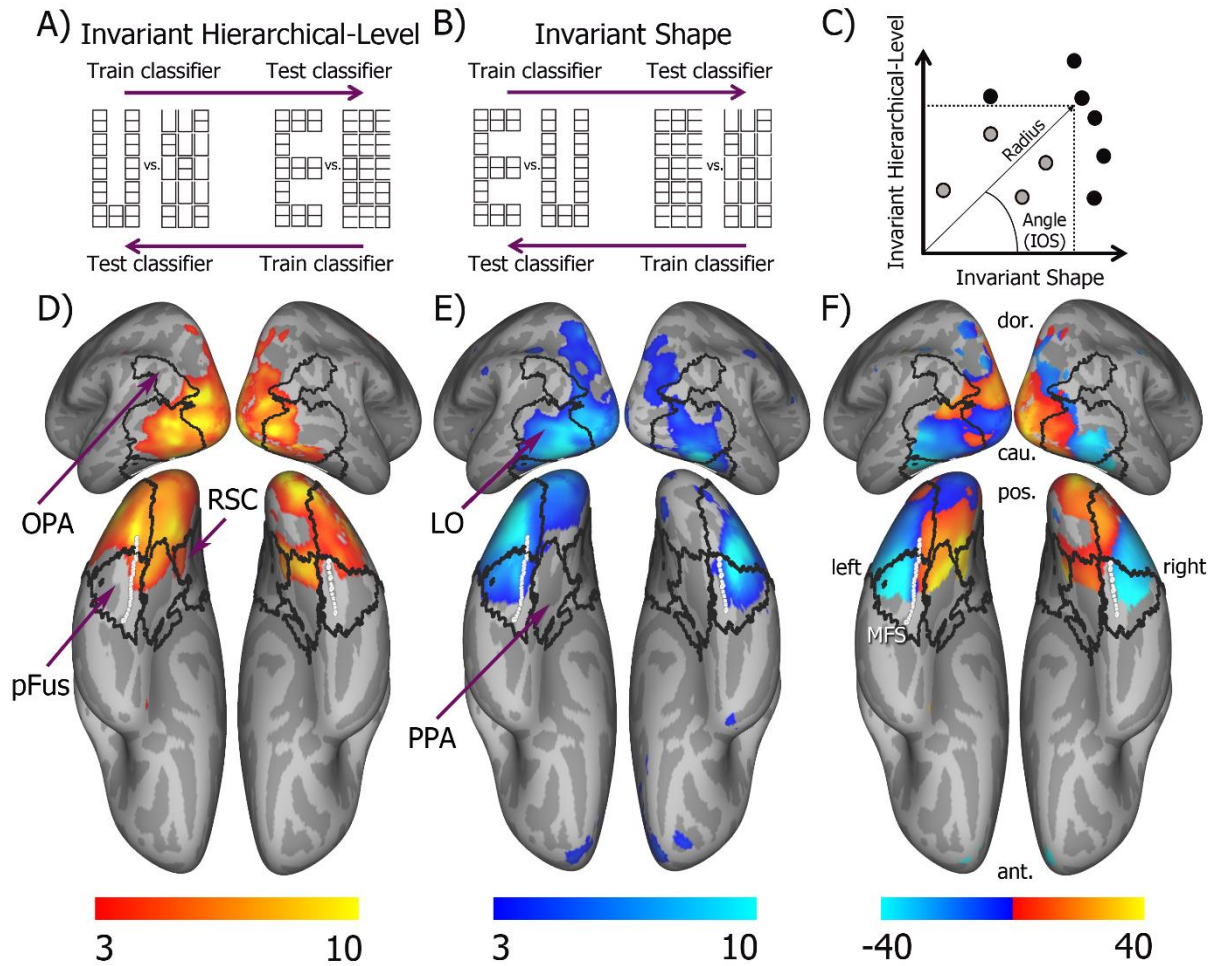 A) Invariant Hierarchical-Level
Train classifier Test classifier
vs. vs.
Test classifier Train classifier
B) Invariant Shape
Train classifier Test classifier
vs. vs.
Test classifier Train classifier
C)
Invariant Hierarchical-Level
Radius
Angle
(IOS)
Invariant Shape
D)
OPA
RSC
pFus
3 10
E)
LO
PPA
3 10
F)
dor.
cau.
pos.
left right
MFS
ant.
-40 40